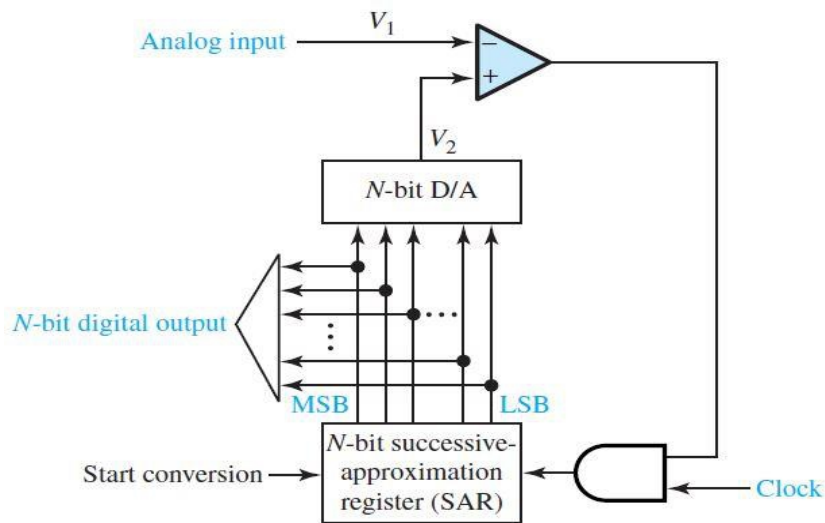 V₁
Analog input
−
+
V₂
N-bit D/A
N-bit digital output
MSB
LSB
N-bit successive-
approximation
register (SAR)
Start conversion
Clock